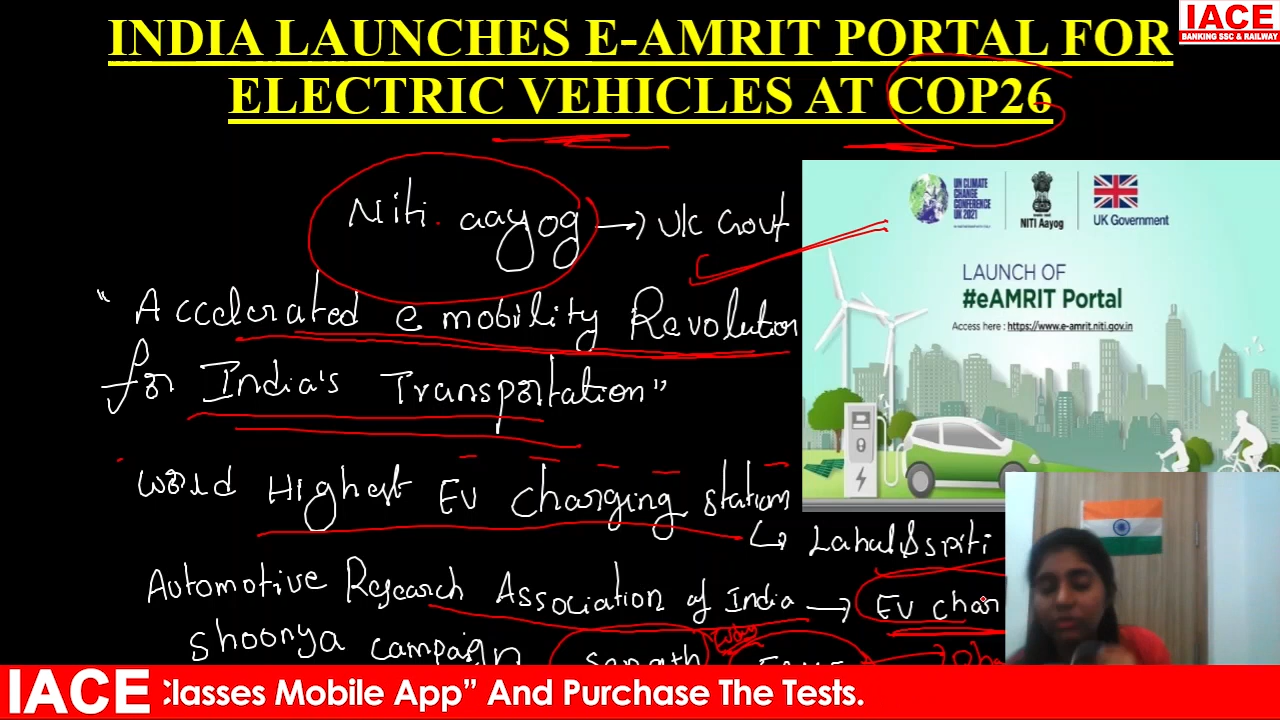 INDIA LAUNCHES E-AMRIT PORTAL FOR
ELECTRIC VEHICLES AT COP26
IACE
BANKING SSC & RAILWAY
Niti aayog → UK Govt
"Accelerated e mobility Revolution
for India's Transportation"
World Highest EV Charging station
↳ Lahul & spiti
Automotive Research Association of India → EV char
Shoonya campaign
UN CLIMATE
CHANGE
CONFERENCE
UK 2021
NITI Aayog
UK Government
LAUNCH OF
#eAMRIT Portal
Access here : https://www.e-amrit.niti.gov.in
IACE
Classes Mobile App" And Purchase The Tests.